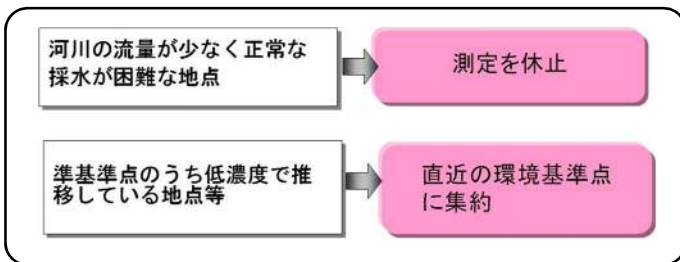 河川の流量が少なく正常な
採水が困難な地点
測定を休止
準基準点のうち低濃度で推
移している地点等
直近の環境基準点
に集約